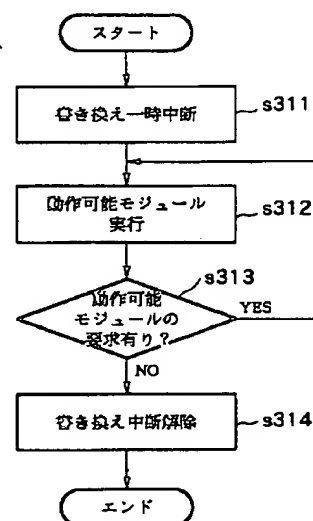 スタート
書き換え一時中断
s311
動作可能モジュール
実行
s312
s313
動作可能
モジュールの
要求有り?
YES
NO
書き換え中断解除
s314
エンド